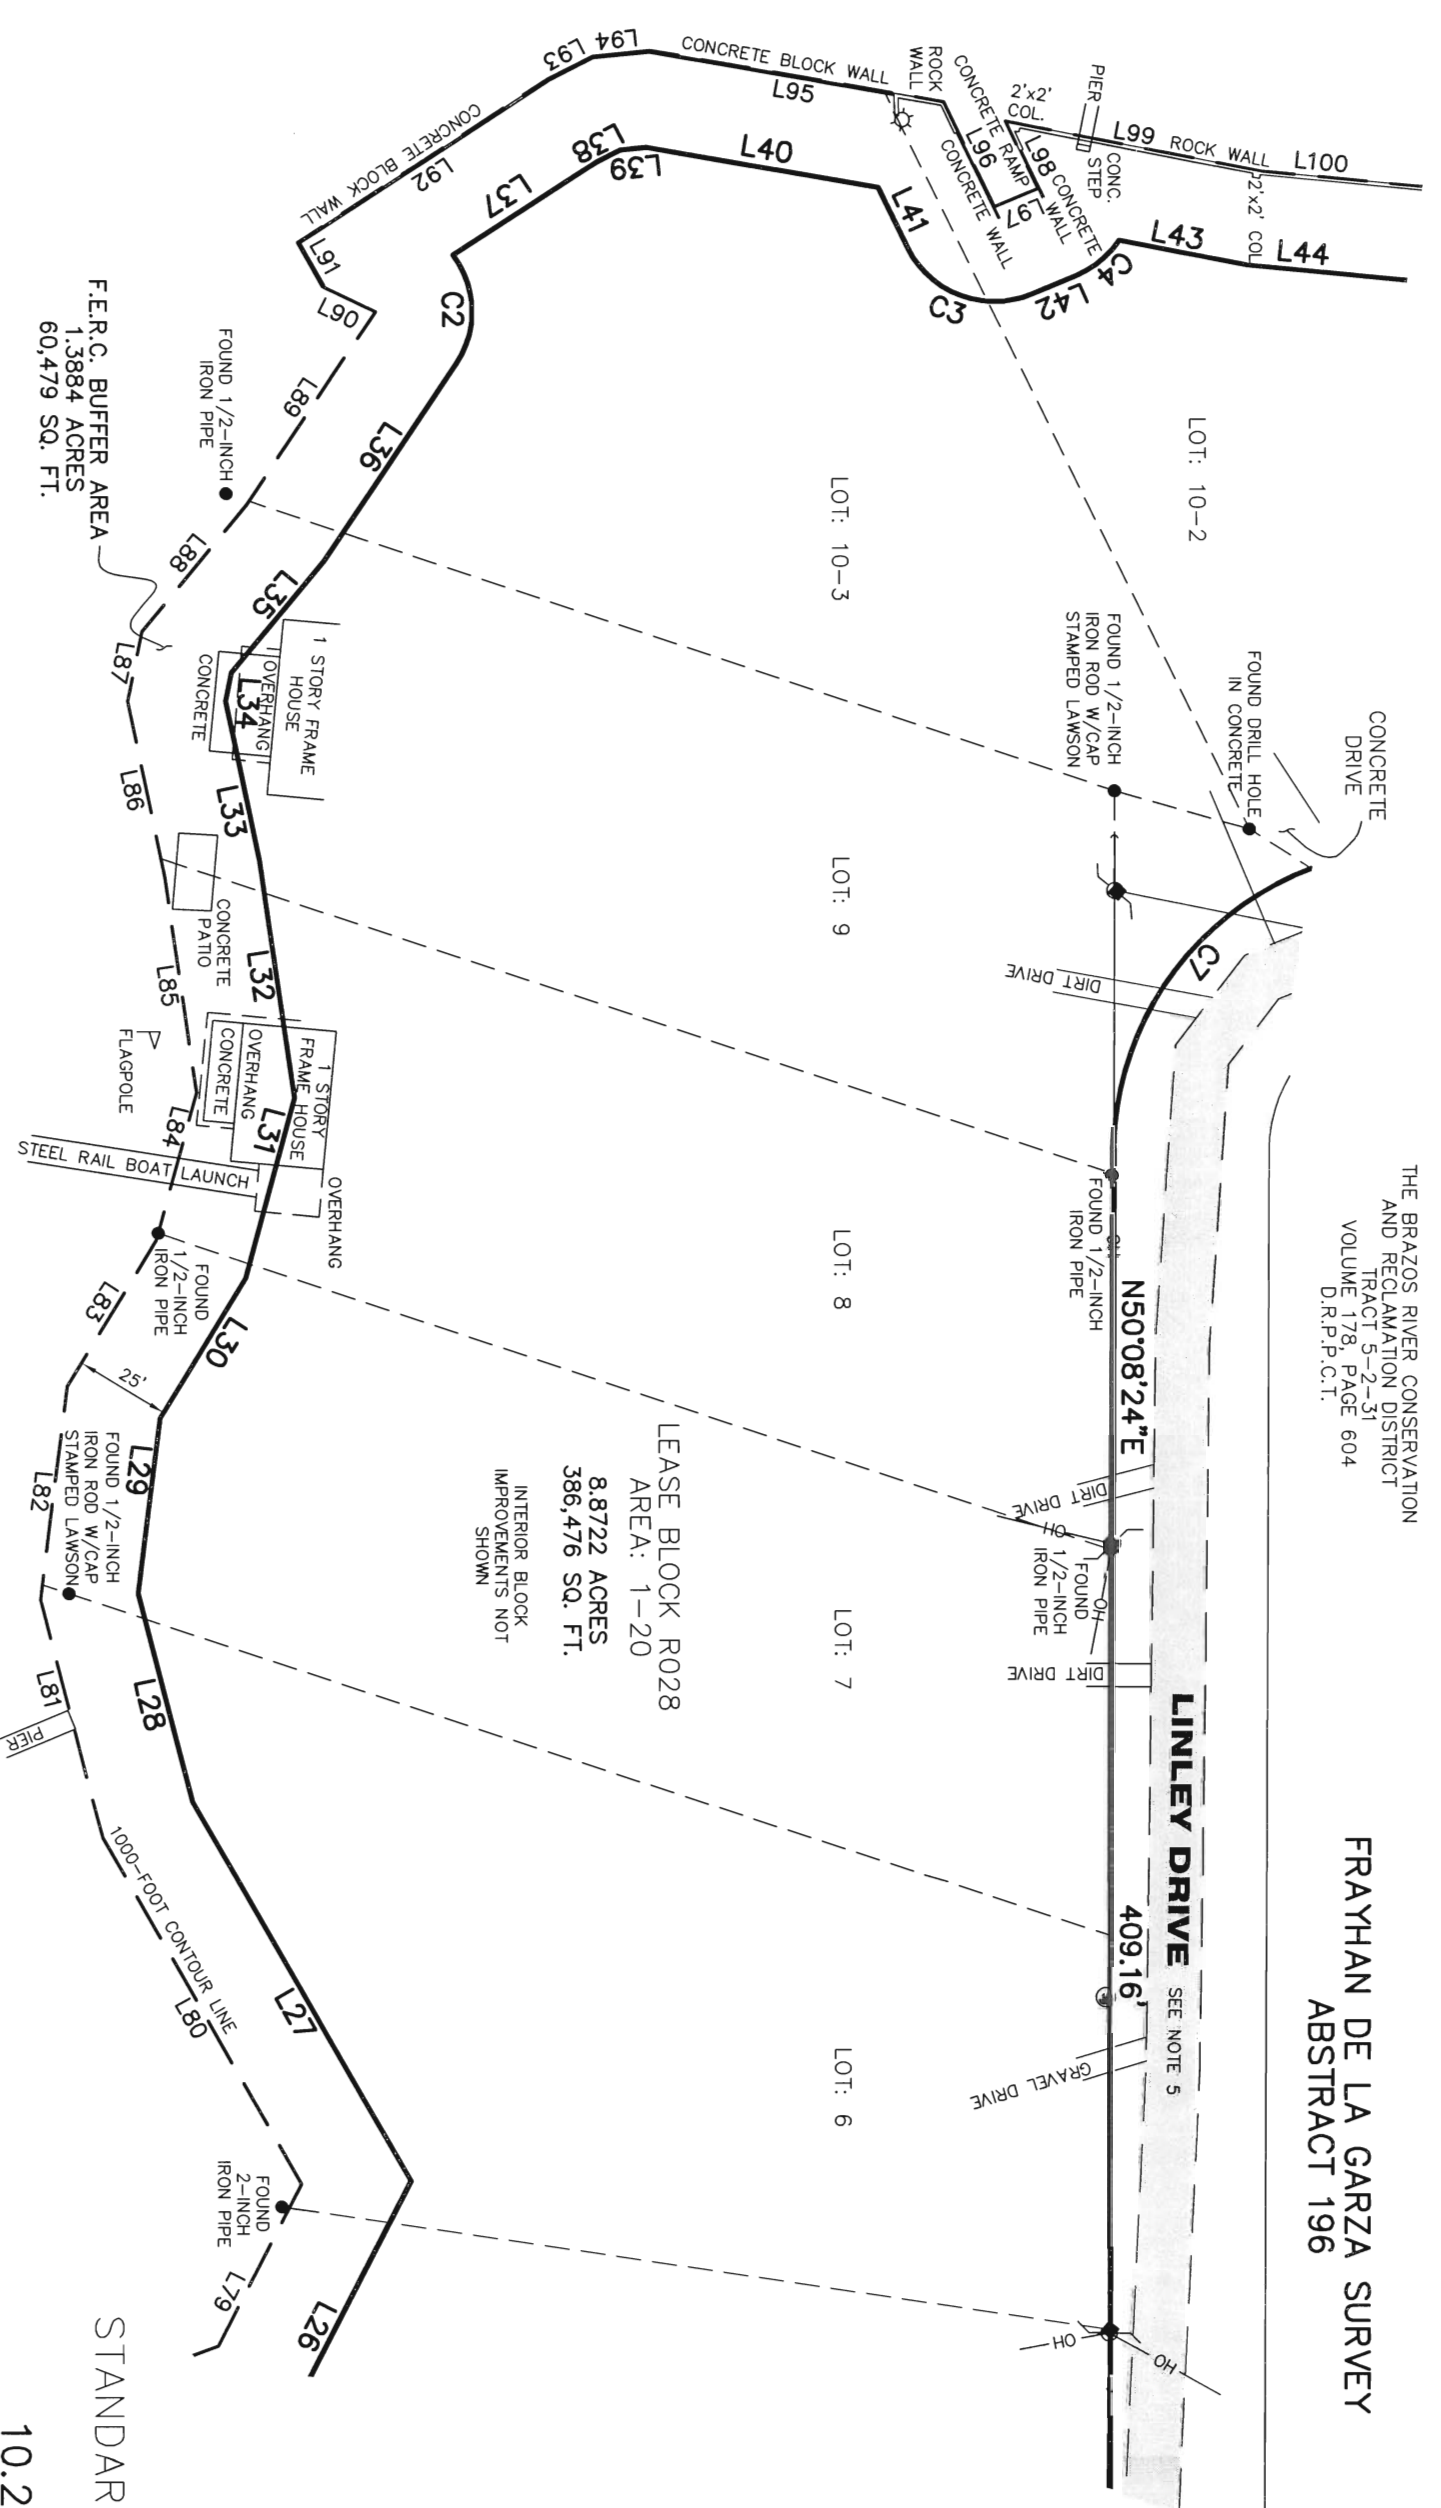 FRAYHAN DE LA GARZA SURVEY
ABSTRACT 196
THE BRAZOS RIVER CONSERVATION
AND RECLAMATION DISTRICT
TRACT 5-2-31
VOLUME 178, PAGE 604
D.R.P.P.C.T.
CONCRETE
DRIVE
FOUND DRILL HOLE
IN CONCRETE
LINLEY DRIVE SEE NOTE 5
C7
N50°08'24"E
409.16'
FOUND 1/2-INCH
IRON ROD W/CAP
STAMPED LAWSON
DIRT DRIVE
FOUND 1/2-INCH
IRON PIPE
OH
DIRT DRIVE
OH
FOUND
1/2-INCH
IRON PIPE
OH
DIRT DRIVE
GRAVEL DRIVE
OH
OH
L100
L99
ROCK WALL
2'x2' COL
L44
L43
PIER
CONC.
STEP
2'x2'
COL.
L98
CONCRETE RAMP
CONCRETE WALL
L97
L96
CONCRETE WALL
ROCK
WALL
C4
L42
C3
L41
CONCRETE BLOCK WALL
L95
L40
L94
L93
L39
L38
L37
CONCRETE BLOCK WALL
L92
L91
L90
C2
L89
L36
LOT: 10-2
LOT: 10-3
LOT: 9
LOT: 8
LOT: 7
LOT: 6
LEASE BLOCK R028
AREA: 1-20
8.8722 ACRES
386,476 SQ. FT.
INTERIOR BLOCK
IMPROVEMENTS NOT
SHOWN
FOUND 1/2-INCH
IRON PIPE
F.E.R.C. BUFFER AREA
1.3884 ACRES
60,479 SQ. FT.
L88
L35
1 STORY FRAME
HOUSE
OVERHANG
L34
CONCRETE
L87
L33
L86
CONCRETE
PATIO
L32
L85
FLAGPOLE
1 STORY
FRAME HOUSE
OVERHANG
CONCRETE
L31
L84
STEEL RAIL BOAT LAUNCH
OVERHANG
FOUND
1/2-INCH
IRON PIPE
L30
L83
25'
L29
FOUND 1/2-INCH
IRON ROD W/CAP
STAMPED LAWSON
L82
L28
L81
PIER
1000-FOOT CONTOUR LINE
L80
L27
FOUND
2-INCH
IRON PIPE
L79
L26
STANDAR
10.2